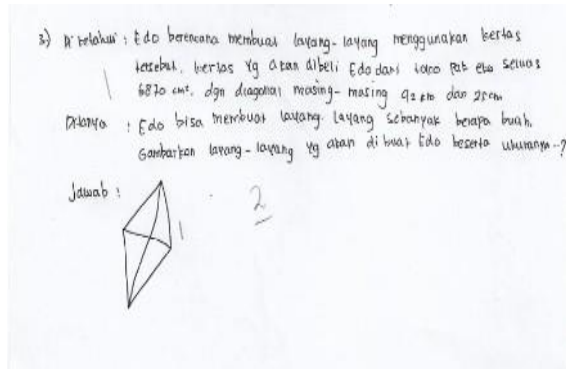 3.) Diketahui : Edo berencana membuat layang-layang menggunakan kertas
tersebut. kertas yg akan dibeli Edo dari toko Pak eko seluas
6870 cm², dgn diagonal masing-masing 92 cm dan 25cm
Ditanya : Edo bisa membuat layang-layang sebanyak berapa buah.
Gambarkan layang-layang yg akan dibuat Edo beserta ukurannya..?
Jawab :
2